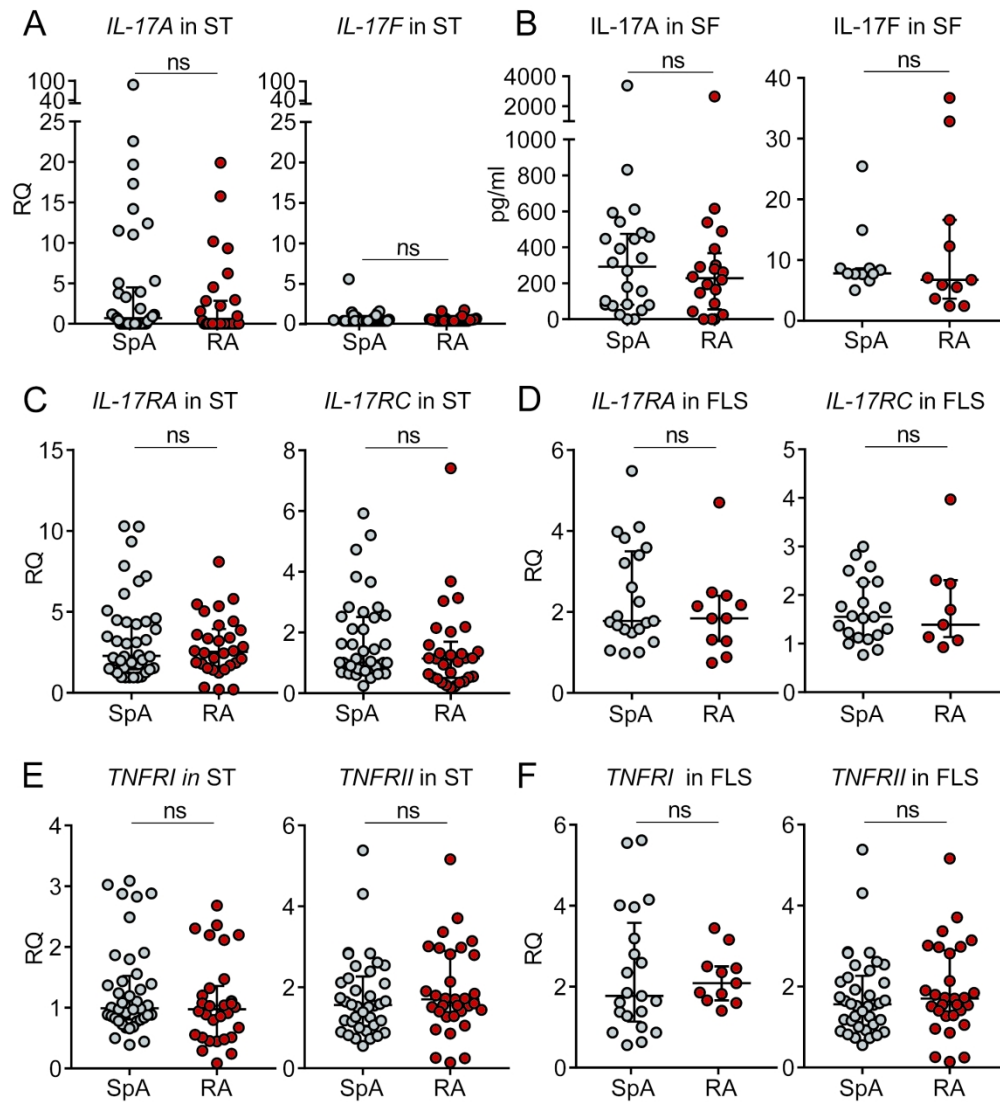 A
IL-17A in ST
IL-17F in ST
B
IL-17A in SF
IL-17F in SF
ns
ns
ns
ns
RQ
100
40
25
20
15
10
5
0
SpA
RA
100
40
25
20
15
10
5
0
SpA
RA
pg/ml
4000
2000
1000
800
600
400
200
0
SpA
RA
40
30
20
10
0
SpA
RA
C
IL-17RA in ST
IL-17RC in ST
D
IL-17RA in FLS
IL-17RC in FLS
ns
ns
ns
ns
RQ
15
10
5
0
SpA
RA
8
6
4
2
0
SpA
RA
RQ
6
4
2
0
SpA
RA
5
4
3
2
1
0
SpA
RA
E
TNFRI in ST
TNFRII in ST
F
TNFRI in FLS
TNFRII in FLS
ns
ns
ns
ns
RQ
4
3
2
1
0
SpA
RA
6
4
2
0
SpA
RA
RQ
6
4
2
0
SpA
RA
6
4
2
0
SpA
RA